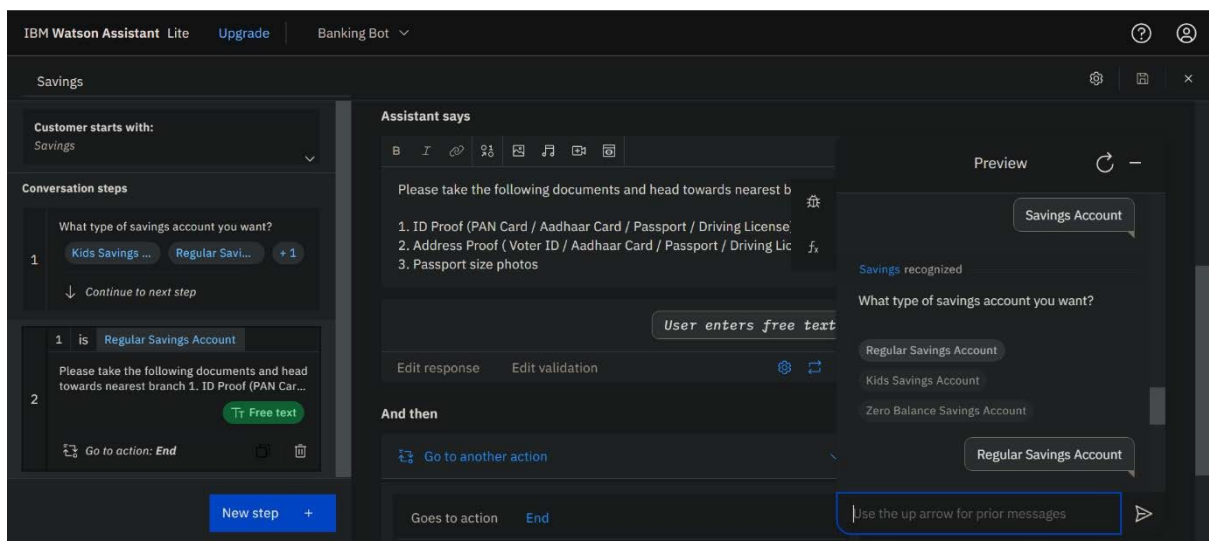 IBM Watson Assistant Lite Upgrade Banking Bot
Savings
Customer starts with:
Savings
Conversation steps
1
What type of savings account you want?
Kids Savings ... Regular Savi... + 1
Continue to next step
2
1 is Regular Savings Account
Please take the following documents and head
towards nearest branch 1. ID Proof (PAN Car...
Free text
Go to action: End
New step +
Assistant says
B I
Please take the following documents and head towards nearest b
1. ID Proof (PAN Card / Aadhaar Card / Passport / Driving License)
2. Address Proof ( Voter ID / Aadhaar Card / Passport / Driving Lic
3. Passport size photos
User enters free text
Edit response Edit validation
And then
Go to another action
Goes to action End
Preview
Savings Account
Savings recognized
What type of savings account you want?
Regular Savings Account
Kids Savings Account
Zero Balance Savings Account
Regular Savings Account
Use the up arrow for prior messages